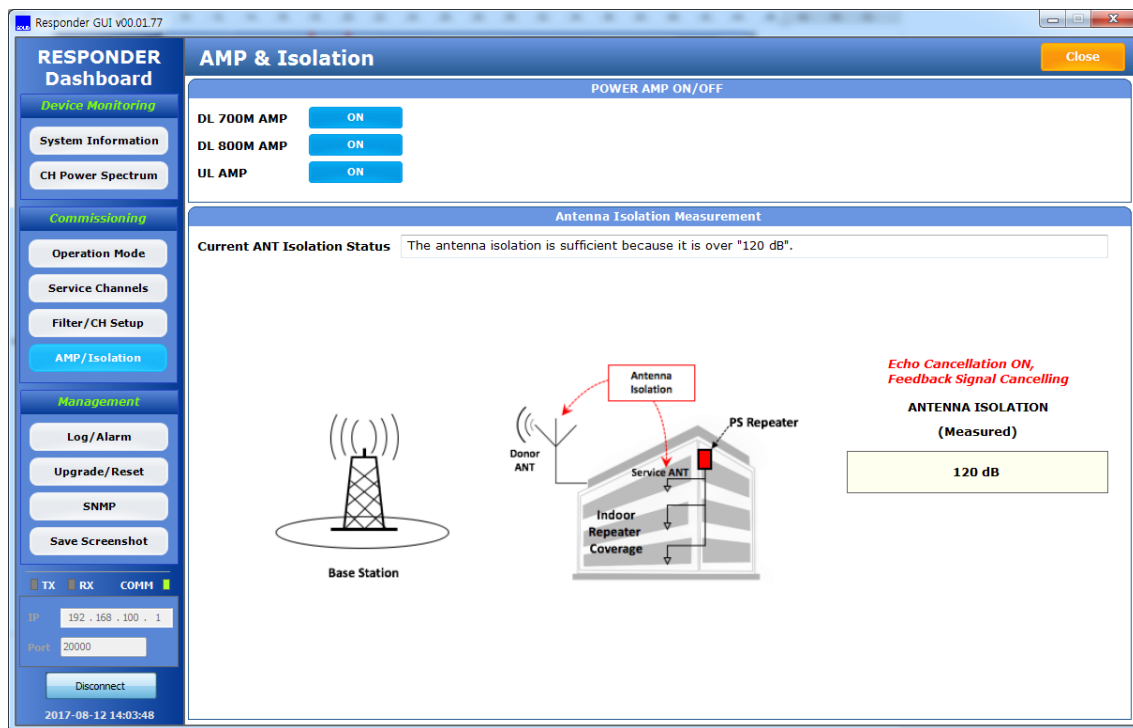 Responder GUI v00.01.77
RESPONDER
Dashboard
Device Monitoring
System Information
CH Power Spectrum
Commissioning
Operation Mode
Service Channels
Filter/CH Setup
AMP/Isolation
Management
Log/Alarm
Upgrade/Reset
SNMP
Save Screenshot
TX RX COMM
IP 192 . 168 . 100 . 1
Port 20000
Disconnect
2017-08-12 14:03:48
AMP & Isolation
Close
POWER AMP ON/OFF
DL 700M AMP ON
DL 800M AMP ON
UL AMP ON
Antenna Isolation Measurement
Current ANT Isolation Status The antenna isolation is sufficient because it is over "120 dB".
Base Station
Antenna
Isolation
Donor
ANT
PS Repeater
Service ANT
Indoor
Repeater
Coverage
Echo Cancellation ON,
Feedback Signal Cancelling
ANTENNA ISOLATION
(Measured)
120 dB